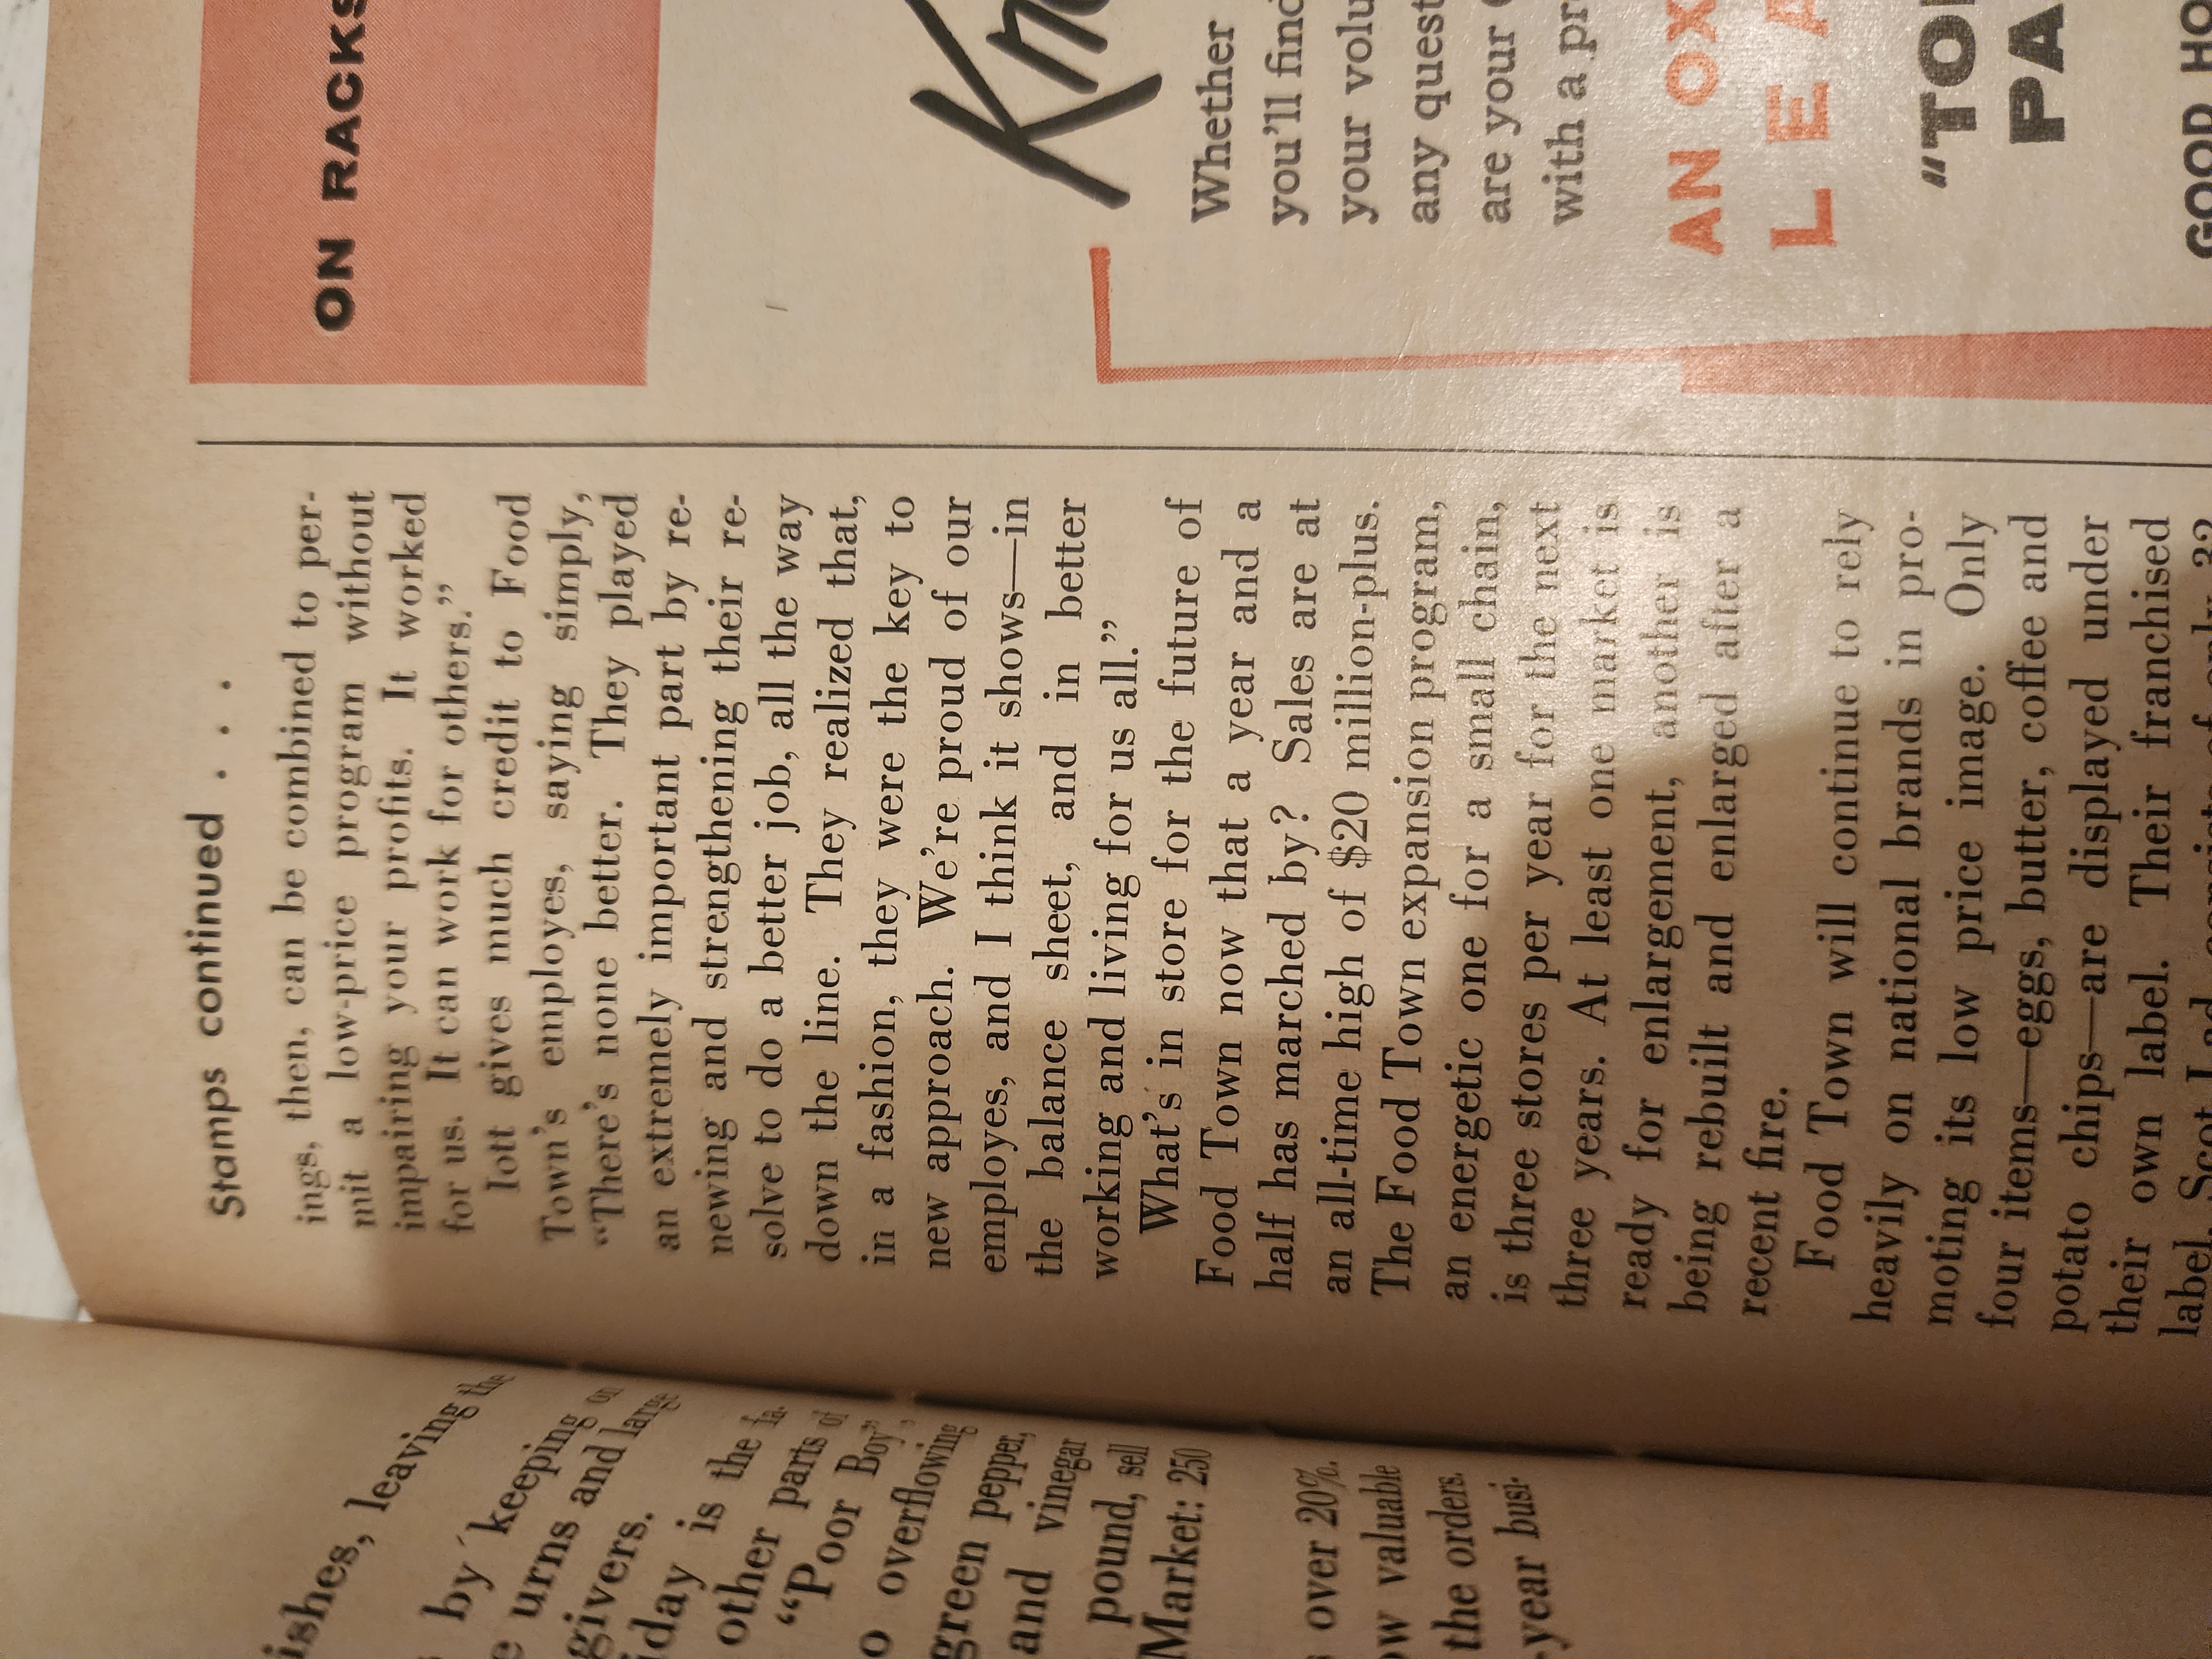 ishes, leaving the
by keeping on
urns and large
givers.
day is the fa-
other parts of
"Poor Boy",
overflowing
green pepper,
and vinegar
pound, sell
Market: 250
over 20%.
ow valuable
the orders.
year busi-
Stamps continued . . .
ings, then, can be combined to per-
mit a low-price program without
impairing your profits. It worked
for us. It can work for others."
Iott gives much credit to Food
Town's employes, saying simply,
"There's none better. They played
an extremely important part by re-
newing and strengthening their re-
solve to do a better job, all the way
down the line. They realized that,
in a fashion, they were the key to
new approach. We're proud of our
employes, and I think it shows—in
the balance sheet, and in better
working and living for us all."
What's in store for the future of
Food Town now that a year and a
half has marched by? Sales are at
an all-time high of $20 million-plus.
The Food Town expansion program,
an energetic one for a small chain,
is three stores per year for the next
three years. At least one market is
ready for enlargement, another is
being rebuilt and enlarged after a
recent fire.
Food Town will continue to rely
heavily on national brands in pro-
moting its low price image. Only
four items—eggs, butter, coffee and
potato chips—are displayed under
their own label. Their franchised
label, Scot Lad, consists of only 32
ON RACKS
Kn
Whether
you'll find
your volu
any quest
are your
with a pr
AN OX
LEA
"TO
PA
GOOD HO